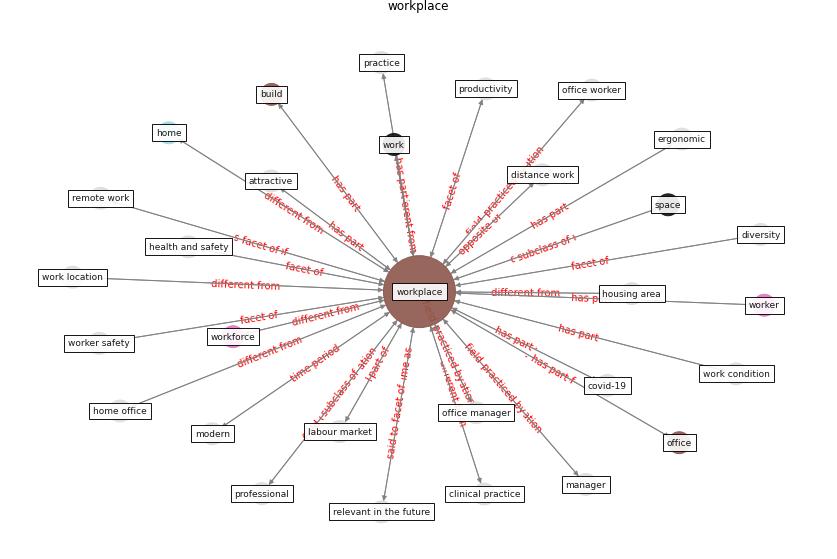 workplace
practice
build
productivity
office worker
home
work
ergonomic
attractive
distance work
remote work
space
health and safety
diversity
work location
workplace
housing area
worker
worker safety
workforce
work condition
home office
covid-19
modern
labour market
office manager
office
professional
relevant in the future
clinical practice
manager
has part
different from
has part
facet of
opposite of
has part
facet of
facet of
different from
different from
has part
facet of
different from
different from
time period
has part
has part
part of